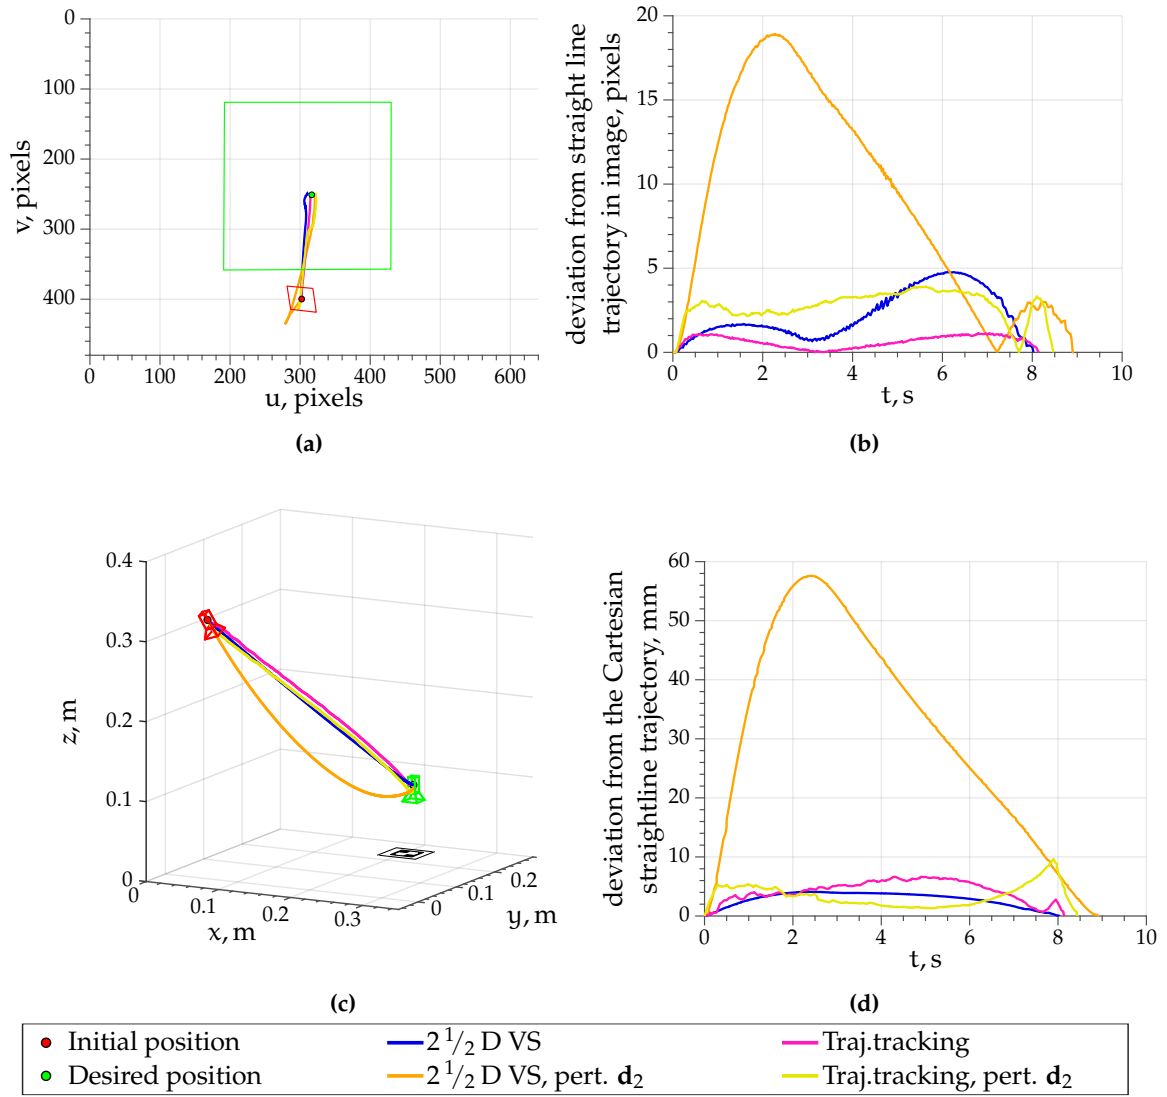 0
100
200
300
400
v, pixels
0 100 200 300 400 500 600
u, pixels
(a)
20
15
10
5
0
deviation from straight line
trajectory in image, pixels
0 2 4 6 8 10
t, s
(b)
0.4
0.3
0.2
0.1
0
z, m
0 0.1 0.2 0.3
x, m
0 0.1 0.2
y, m
(c)
60
50
40
30
20
10
0
deviation from the Cartesian
straightline trajectory, mm
0 2 4 6 8 10
t, s
(d)
Initial position 2 1/2 D VS Traj.tracking
Desired position 2 1/2 D VS, pert. d2 Traj.tracking, pert. d2